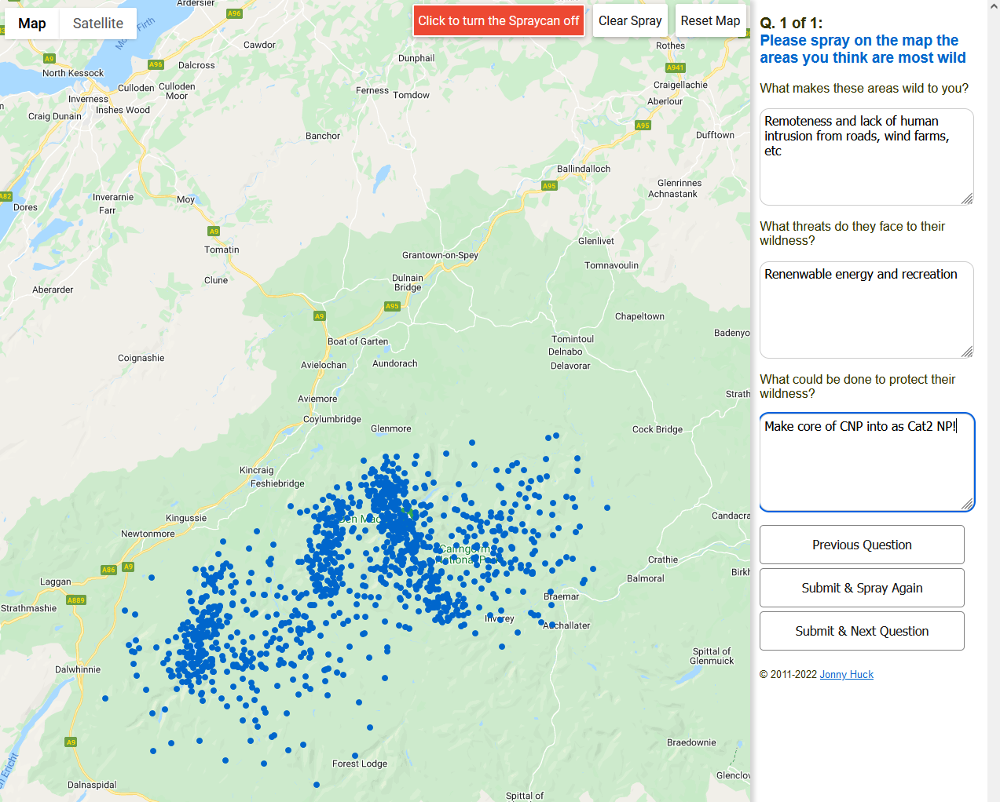 Map
Satellite
Click to turn the Spraycan off
Clear Spray
Reset Map
Ardersier
A96
Cawdor
Dunphail
Rothes
A9
A96
Dalcross
A941
North Kessock
Culloden
Culloden
Moor
Ferness
Tomdow
Craigellachie
Inverness
Inshes Wood
Aberlour
Craig Dunain
A95
Banchor
Dufftown
Ballindalloch
A95
Glenrinnes
Achnastank
A82
Inverarnie
Farr
Moy
Dores
A9
Tomatin
Glenlivet
Grantown-on-Spey
Tomnavoulin
Clune
Dulnain
Bridge
Aberarder
A95
A9
Chapeltown
Boat of Garten
Tomintoul
Delnabo
Delavorar
Badenyo
Coignashie
Avielochan
Aundorach
Aviemore
Strath
Coylumbridge
Glenmore
Cock Bridge
Kincraig
Feshiebridge
Kingussie
Candacra
Newtonmore
A86
A9
Crathie
Birkh
Laggan
Balmoral
Strathmashie
A889
Braemar
Inverey
Auchallater
Dalwhinnie
Spittal of
Glenmuick
A9
Braedownie
Forest Lodge
Glenclov
Dalnaspidal
Spittal of
Q. 1 of 1:
Please spray on the map the
areas you think are most wild
What makes these areas wild to you?
Remoteness and lack of human
intrusion from roads, wind farms,
etc
What threats do they face to their
wildness?
Renenwable energy and recreation
What could be done to protect their
wildness?
Make core of CNP into as Cat2 NP!
Previous Question
Submit & Spray Again
Submit & Next Question
© 2011-2022 Jonny Huck